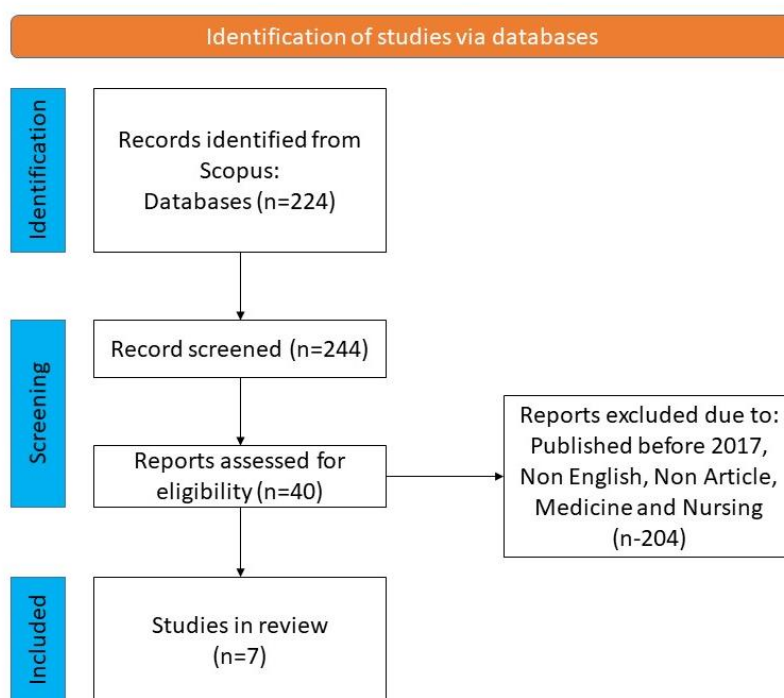 Identification of studies via databases
Identification
Records identified from
Scopus:
Databases (n=224)
Screening
Record screened (n=244)
Reports assessed for
eligibility (n=40)
Reports excluded due to:
Published before 2017,
Non English, Non Article,
Medicine and Nursing
(n-204)
Included
Studies in review
(n=7)